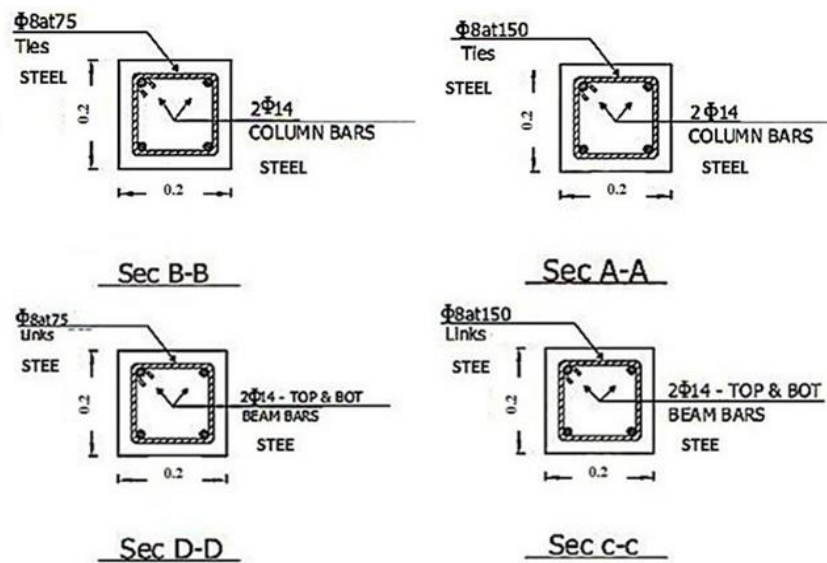 Φ8at75
Ties
STEEL
0.2
2Φ14
COLUMN BARS
STEEL
0.2
Sec B-B
Φ8at150
Ties
STEEL
0.2
2Φ14
COLUMN BARS
STEEL
0.2
Sec A-A
Φ8at75
Links
STEE
0.2
2Φ14 - TOP & BOT
BEAM BARS
STEE
0.2
Sec D-D
Φ8at150
Links
STEE
0.2
2Φ14 - TOP & BOT
BEAM BARS
STEE
0.2
Sec c-c